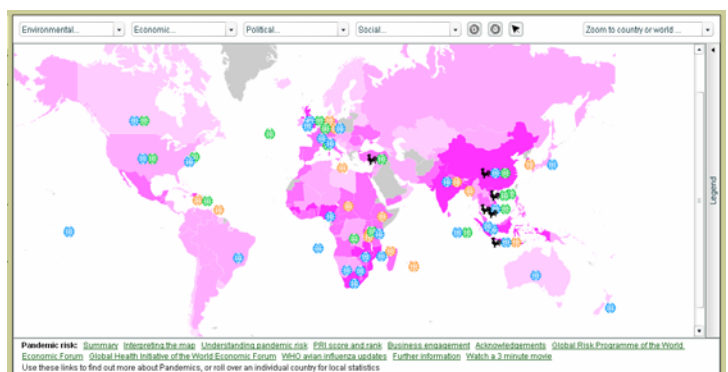 Environmental... Economic... Political... Social... Zoom to country or world ...
Legend
Pandemic risk: Summary Interpreting the map Understanding pandemic risk PRI score and rank Business engagement Acknowledgements Global Risk Programme of the World
Economic Forum Global Health Initiative of the World Economic Forum WHO avian influenza updates Further information Watch a 3 minute movie
Use these links to find out more about Pandemics, or roll over an individual country for local statistics